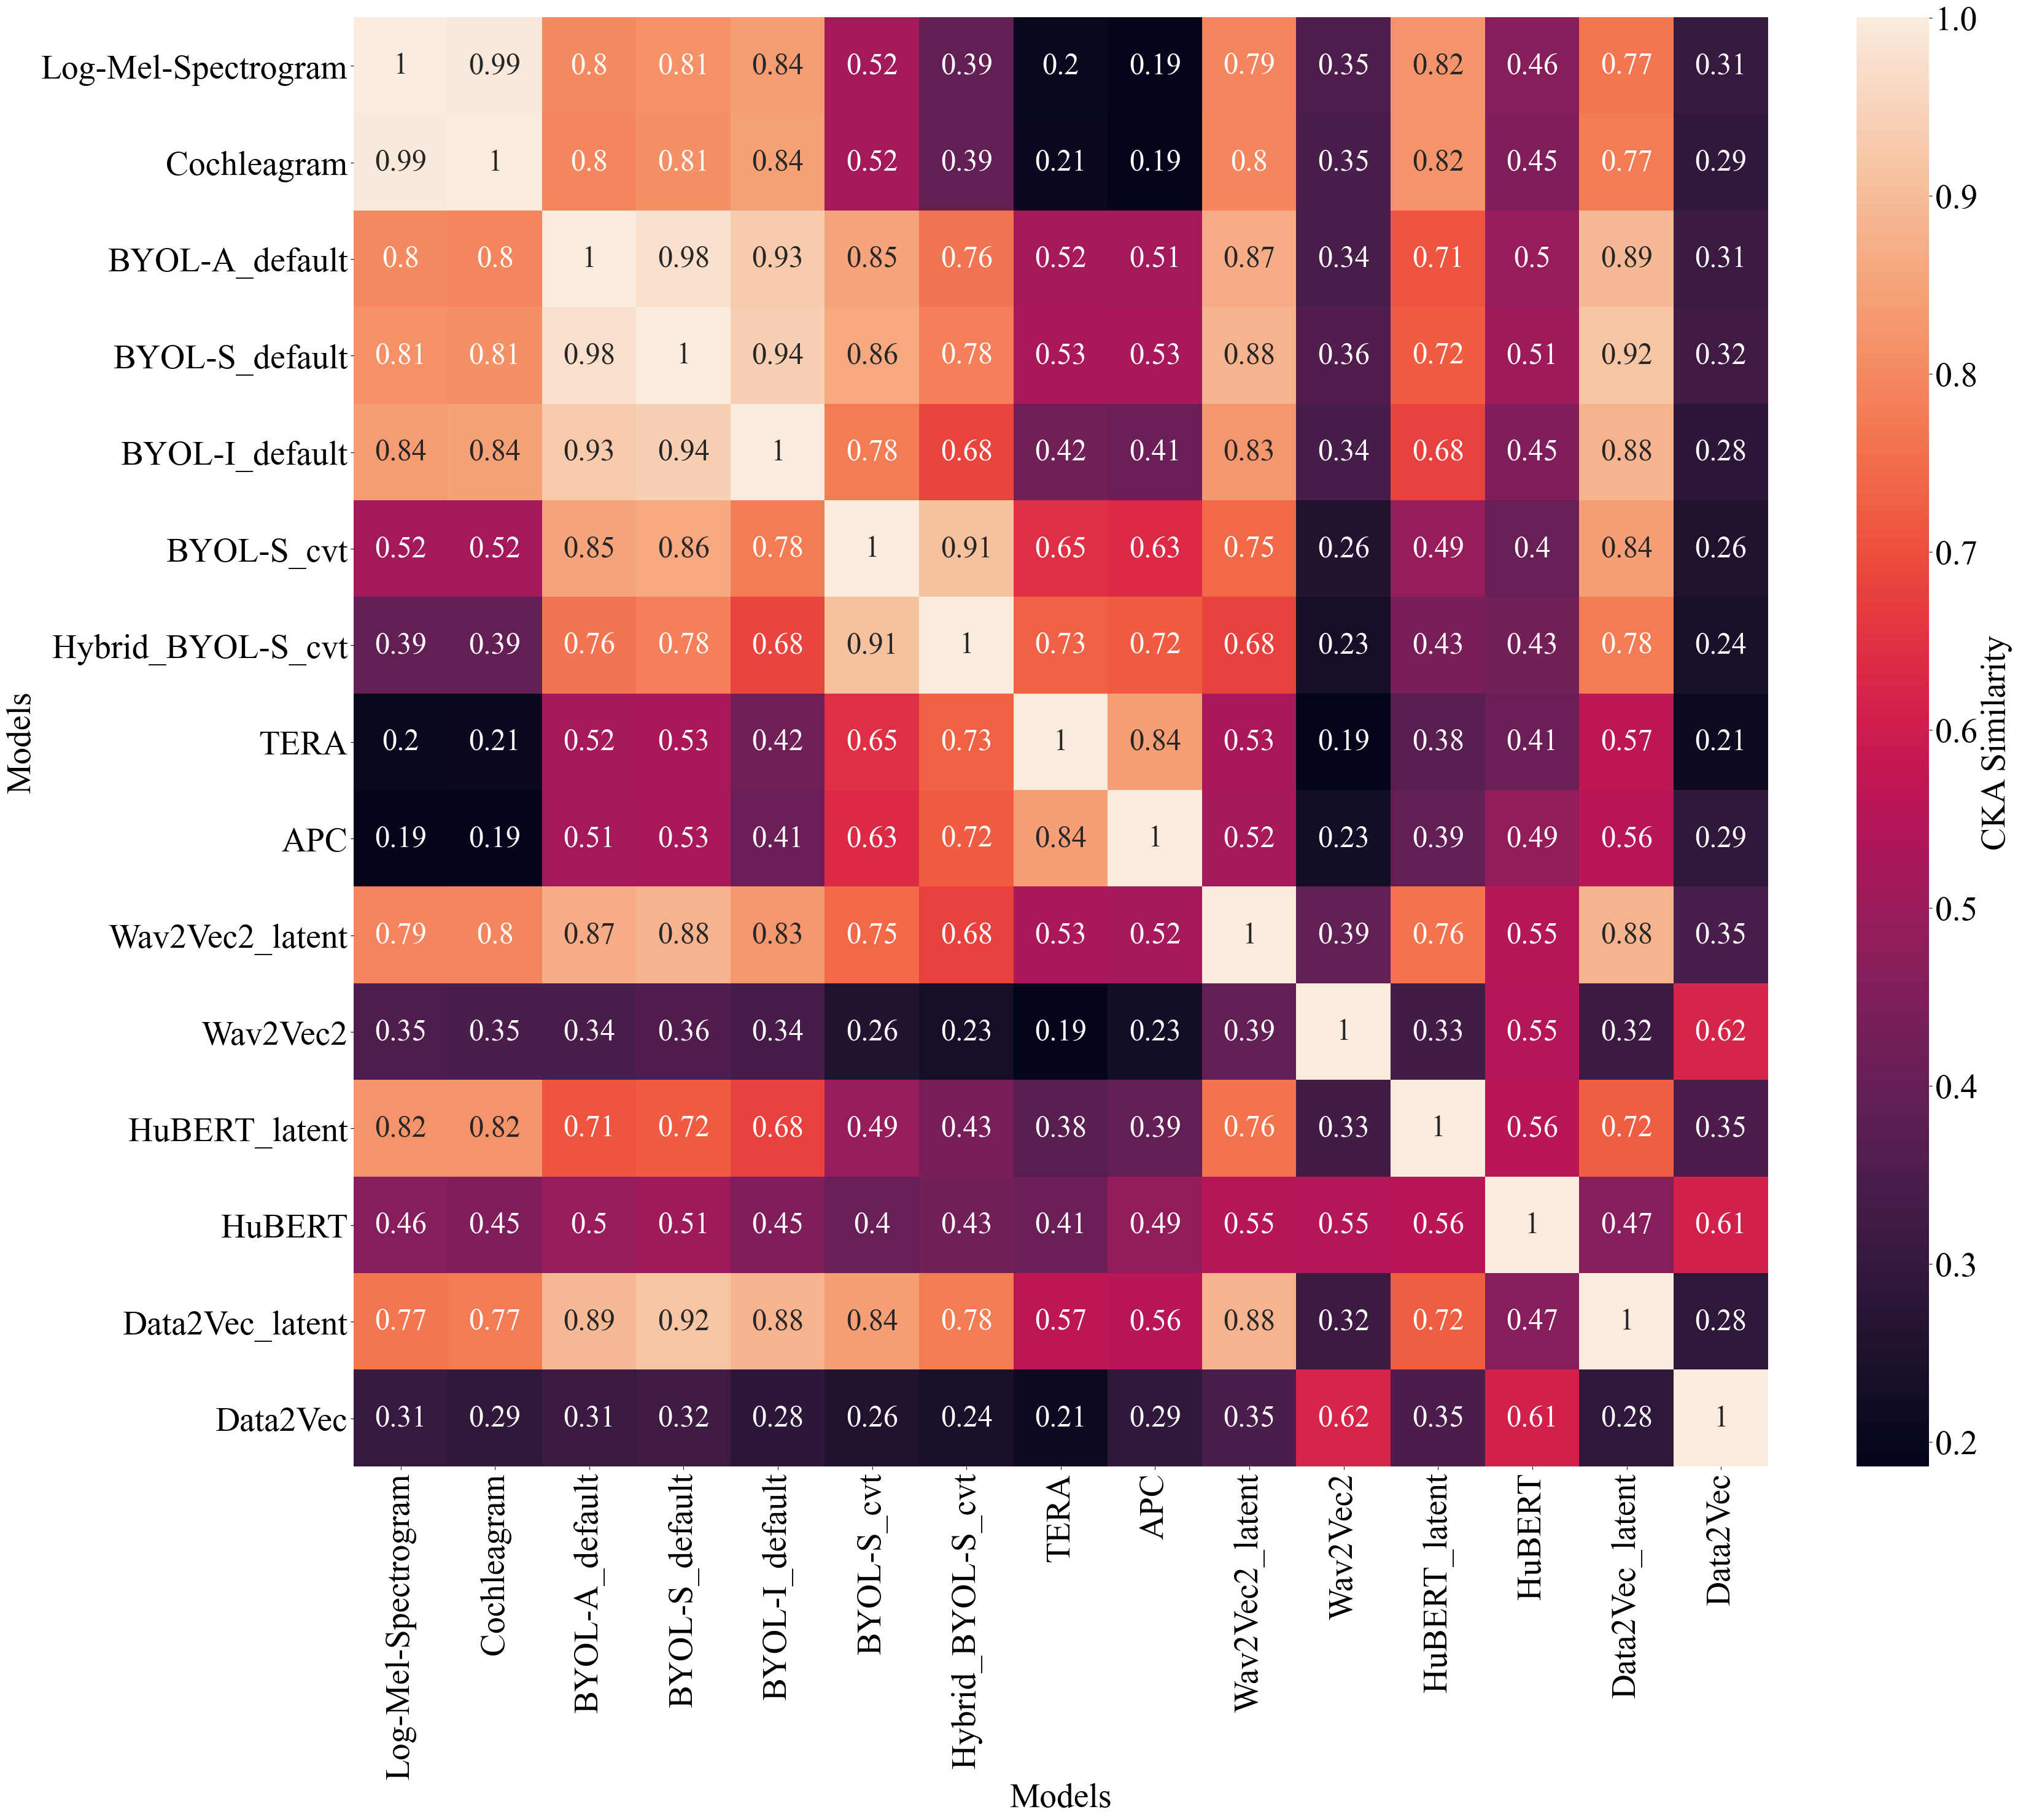 Log-Mel-Spectrogram 1 0.99 0.8 0.81 0.84 0.52 0.39 0.2 0.19 0.79 0.35 0.82 0.46 0.77 0.31
Cochleagram 0.99 1 0.8 0.81 0.84 0.52 0.39 0.21 0.19 0.8 0.35 0.82 0.45 0.77 0.29
BYOL-A_default 0.8 0.8 1 0.98 0.93 0.85 0.76 0.52 0.51 0.87 0.34 0.71 0.5 0.89 0.31
BYOL-S_default 0.81 0.81 0.98 1 0.94 0.86 0.78 0.53 0.53 0.88 0.36 0.72 0.51 0.92 0.32
BYOL-I_default 0.84 0.84 0.93 0.94 1 0.78 0.68 0.42 0.41 0.83 0.34 0.68 0.45 0.88 0.28
BYOL-S_cvt 0.52 0.52 0.85 0.86 0.78 1 0.91 0.65 0.63 0.75 0.26 0.49 0.4 0.84 0.26
Hybrid_BYOL-S_cvt 0.39 0.39 0.76 0.78 0.68 0.91 1 0.73 0.72 0.68 0.23 0.43 0.43 0.78 0.24
TERA 0.2 0.21 0.52 0.53 0.42 0.65 0.73 1 0.84 0.53 0.19 0.38 0.41 0.57 0.21
APC 0.19 0.19 0.51 0.53 0.41 0.63 0.72 0.84 1 0.52 0.23 0.39 0.49 0.56 0.29
Wav2Vec2_latent 0.79 0.8 0.87 0.88 0.83 0.75 0.68 0.53 0.52 1 0.39 0.76 0.55 0.88 0.35
Wav2Vec2 0.35 0.35 0.34 0.36 0.34 0.26 0.23 0.19 0.23 0.39 1 0.33 0.55 0.32 0.62
HuBERT_latent 0.82 0.82 0.71 0.72 0.68 0.49 0.43 0.38 0.39 0.76 0.33 1 0.56 0.72 0.35
HuBERT 0.46 0.45 0.5 0.51 0.45 0.4 0.43 0.41 0.49 0.55 0.55 0.56 1 0.47 0.61
Data2Vec_latent 0.77 0.77 0.89 0.92 0.88 0.84 0.78 0.57 0.56 0.88 0.32 0.72 0.47 1 0.28
Data2Vec 0.31 0.29 0.31 0.32 0.28 0.26 0.24 0.21 0.29 0.35 0.62 0.35 0.61 0.28 1
Models
Log-Mel-Spectrogram
Cochleagram
BYOL-A_default
BYOL-S_default
BYOL-I_default
BYOL-S_cvt
Hybrid_BYOL-S_cvt
TERA
APC
Wav2Vec2_latent
Wav2Vec2
HuBERT_latent
HuBERT
Data2Vec_latent
Data2Vec
Models
1.0
0.9
0.8
0.7
0.6
0.5
0.4
0.3
0.2
CKA Similarity